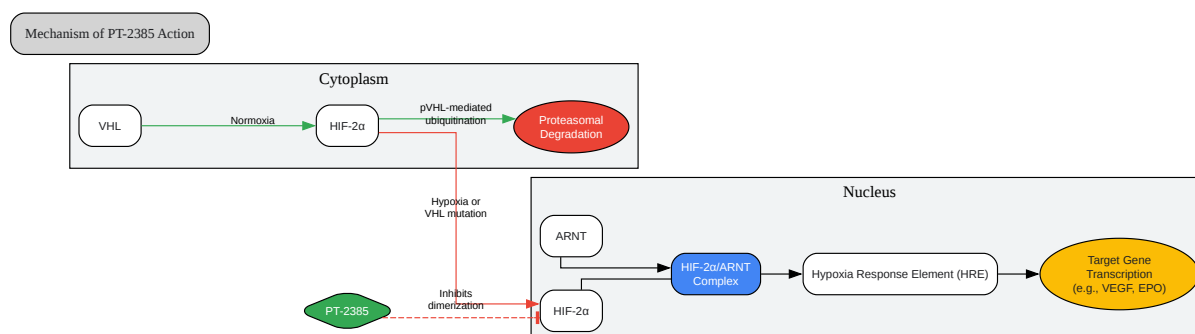 Mechanism of PT-2385 Action
Cytoplasm
VHL
Normoxia
HIF-2α
pVHL-mediated
ubiquitination
Proteasomal
Degradation
Hypoxia or
VHL mutation
Nucleus
ARNT
HIF-2α/ARNT
Complex
Hypoxia Response Element (HRE)
Target Gene
Transcription
(e.g., VEGF, EPO)
PT-2385
Inhibits
dimerization
HIF-2α